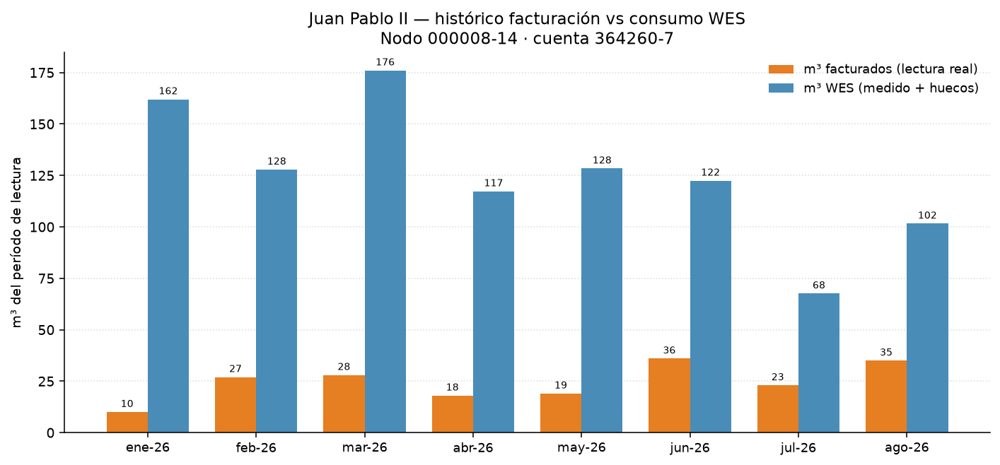 Juan Pablo II — histórico facturación vs consumo WES
Nodo 000008-14 · cuenta 364260-7
m³ facturados (lectura real)
m³ WES (medido + huecos)
m³ del período de lectura
175
150
125
100
75
50
25
0
10
162
27
128
28
176
18
117
19
128
36
122
23
68
35
102
ene-26
feb-26
mar-26
abr-26
may-26
jun-26
jul-26
ago-26